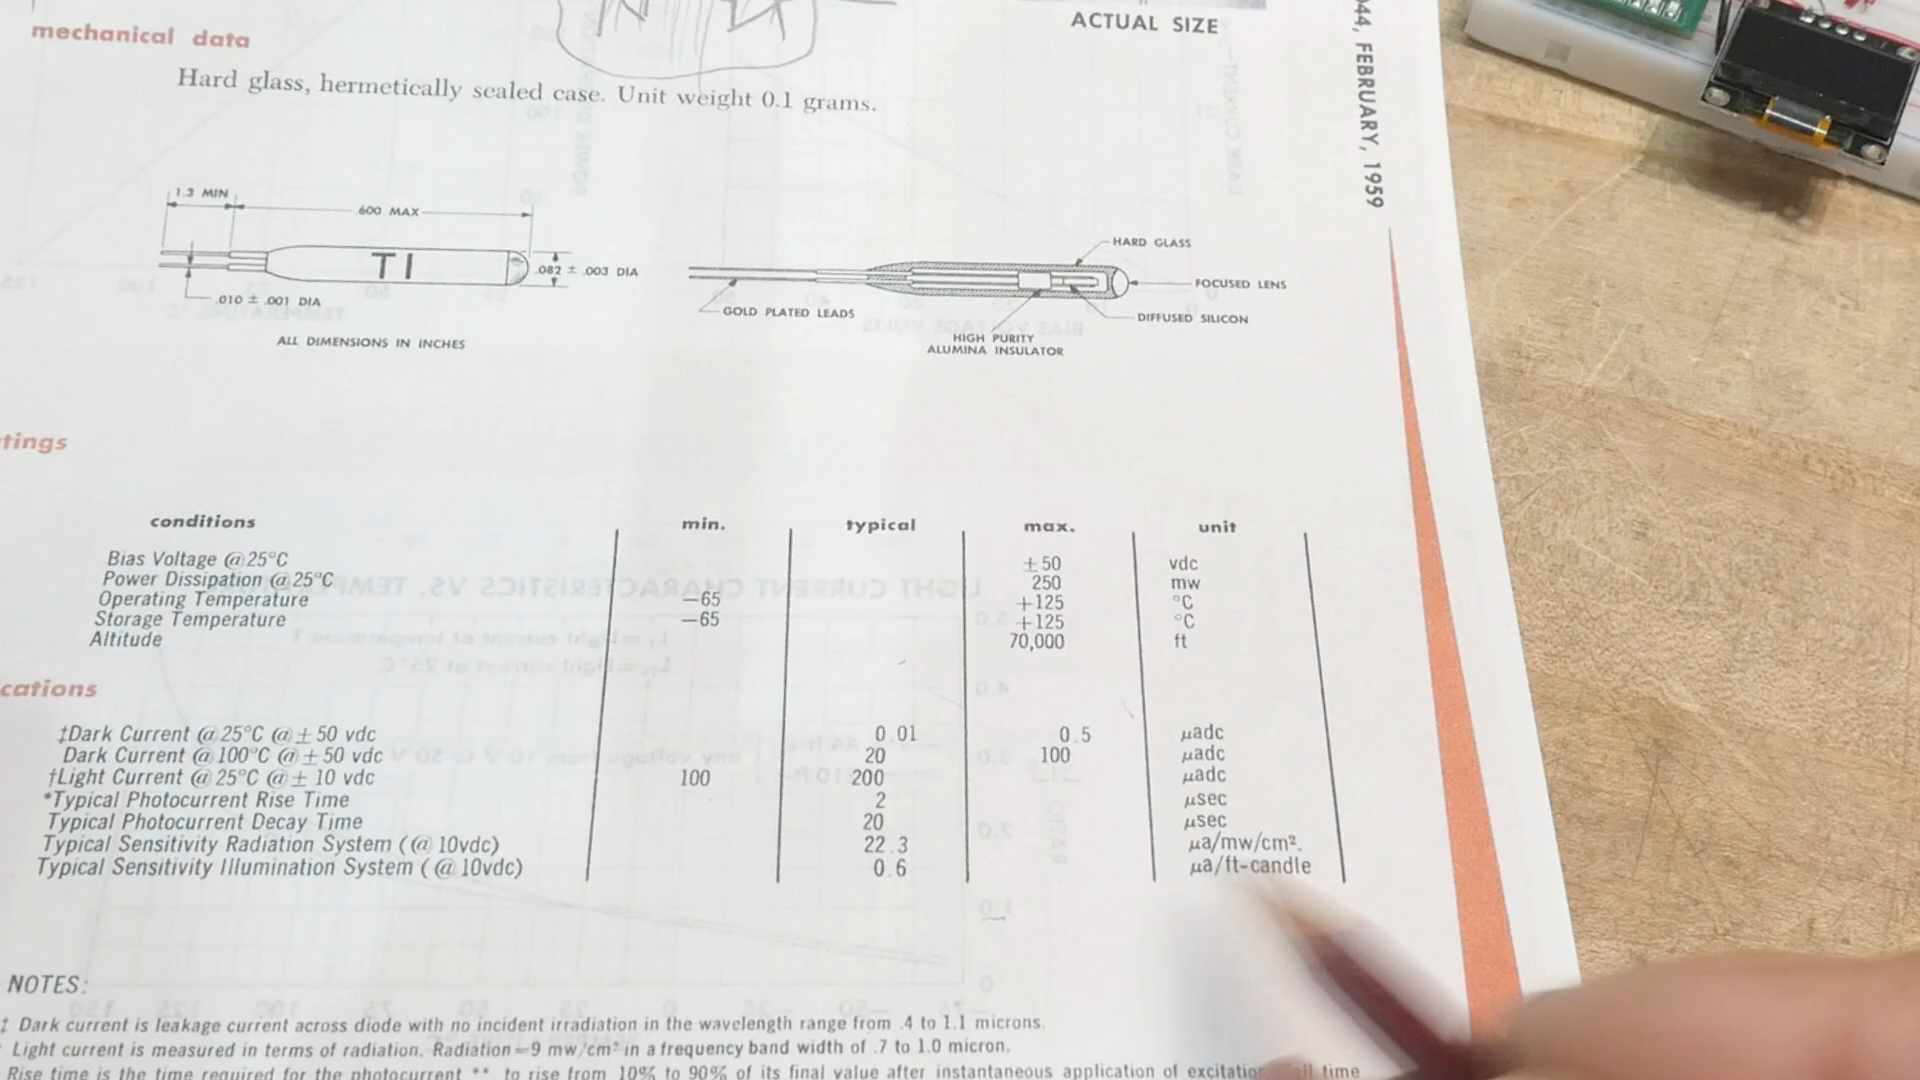 mechanical data
ACTUAL SIZE
44, FEBRUARY, 1959
Hard glass, hermetically sealed case. Unit weight 0.1 grams.
1.3 MIN
.600 MAX
TI
.082 ± .003 DIA
.010 ± .001 DIA
ALL DIMENSIONS IN INCHES
HARD GLASS
FOCUSED LENS
GOLD PLATED LEADS
DIFFUSED SILICON
HIGH PURITY
ALUMINA INSULATOR
tings
conditions min. typical max. unit
Bias Voltage @ 25°C ±50 vdc
Power Dissipation @ 25°C 250 mw
Operating Temperature —65 +125 °C
Storage Temperature —65 +125 °C
Altitude 70,000 ft
cations
‡Dark Current @ 25°C @ ± 50 vdc 0.01 0.5 µadc
Dark Current @ 100°C @ ± 50 vdc 20 100 µadc
†Light Current @ 25°C @ ± 10 vdc 100 200 µadc
*Typical Photocurrent Rise Time 2 µsec
Typical Photocurrent Decay Time 20 µsec
Typical Sensitivity Radiation System (@ 10vdc) 22.3 µa/mw/cm².
Typical Sensitivity Illumination System (@ 10vdc) 0.6 µa/ft-candle
NOTES:
‡ Dark current is leakage current across diode with no incident irradiation in the wavelength range from .4 to 1.1 microns.
Light current is measured in terms of radiation. Radiation=9 mw/cm² in a frequency band width of .7 to 1.0 micron.
Rise time is the time required for the photocurrent ** to rise from 10% to 90% of its final value after instantaneous application of excitation time